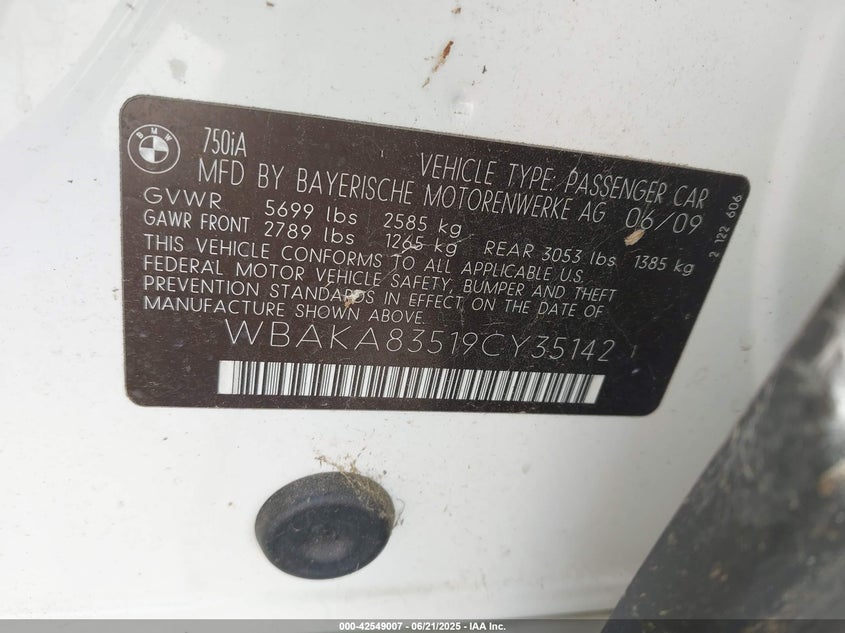 BMW
750iA
VEHICLE TYPE: PASSENGER CAR
MFD BY BAYERISCHE MOTORENWERKE AG 06/09
GVWR 5699 lbs 2585 kg
GAWR FRONT 2789 lbs 1265 kg REAR 3053 lbs 1385 kg
THIS VEHICLE CONFORMS TO ALL APPLICABLE U.S.
FEDERAL MOTOR VEHICLE SAFETY, BUMPER AND THEFT
PREVENTION STANDARDS IN EFFECT ON THE DATE OF
MANUFACTURE SHOWN ABOVE.
WBAKA83519CY35142 1
2 122 606
000-42549007 - 06/21/2025 - IAA Inc.